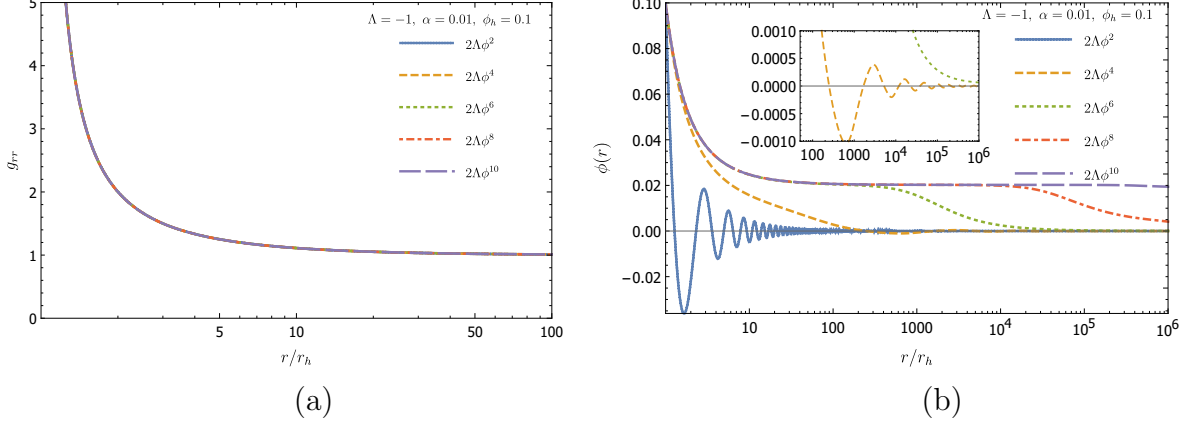 Λ = −1, α = 0.01, ϕ_h = 0.1
2Λϕ²
2Λϕ⁴
2Λϕ⁶
2Λϕ⁸
2Λϕ¹⁰
g_rr
5
4
3
2
1
0
2 5 10 20 50 100
r/r_h
(a)
Λ = −1, α = 0.01, ϕ_h = 0.1
2Λϕ²
2Λϕ⁴
2Λϕ⁶
2Λϕ⁸
2Λϕ¹⁰
0.0010
0.0005
0.0000
−0.0005
−0.0010
100 1000 10⁴ 10⁵ 10⁶
ϕ(r)
0.10
0.08
0.06
0.04
0.02
0.00
−0.02
10 100 1000 10⁴ 10⁵ 10⁶
r/r_h
(b)